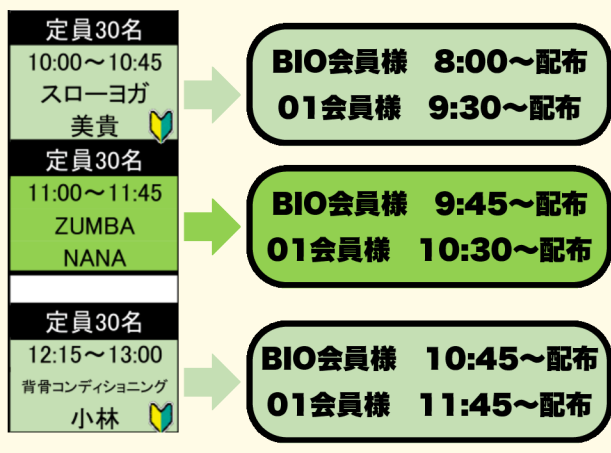 定員30名
10:00～10:45
スローヨガ
美貴
BIO会員様 8:00～配布
01会員様 9:30～配布
定員30名
11:00～11:45
ZUMBA
NANA
BIO会員様 9:45～配布
01会員様 10:30～配布
定員30名
12:15～13:00
背骨コンディショニング
小林
BIO会員様 10:45～配布
01会員様 11:45～配布